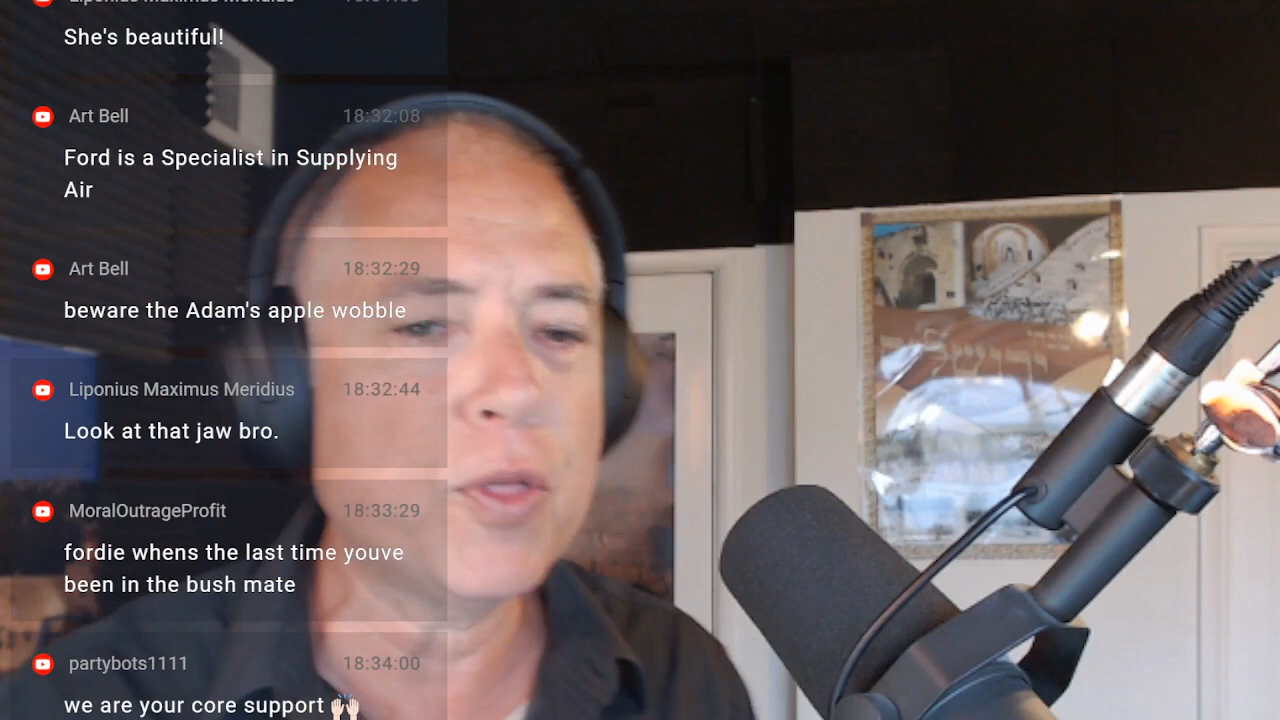 Liponius Maximus Meridius
She's beautiful!
Art Bell 18:32:08
Ford is a Specialist in Supplying
Air
Art Bell 18:32:29
beware the Adam's apple wobble
Liponius Maximus Meridius 18:32:44
Look at that jaw bro.
MoralOutrageProfit 18:33:29
fordie whens the last time youve
been in the bush mate
partybots1111 18:34:00
we are your core support 🙌🏻